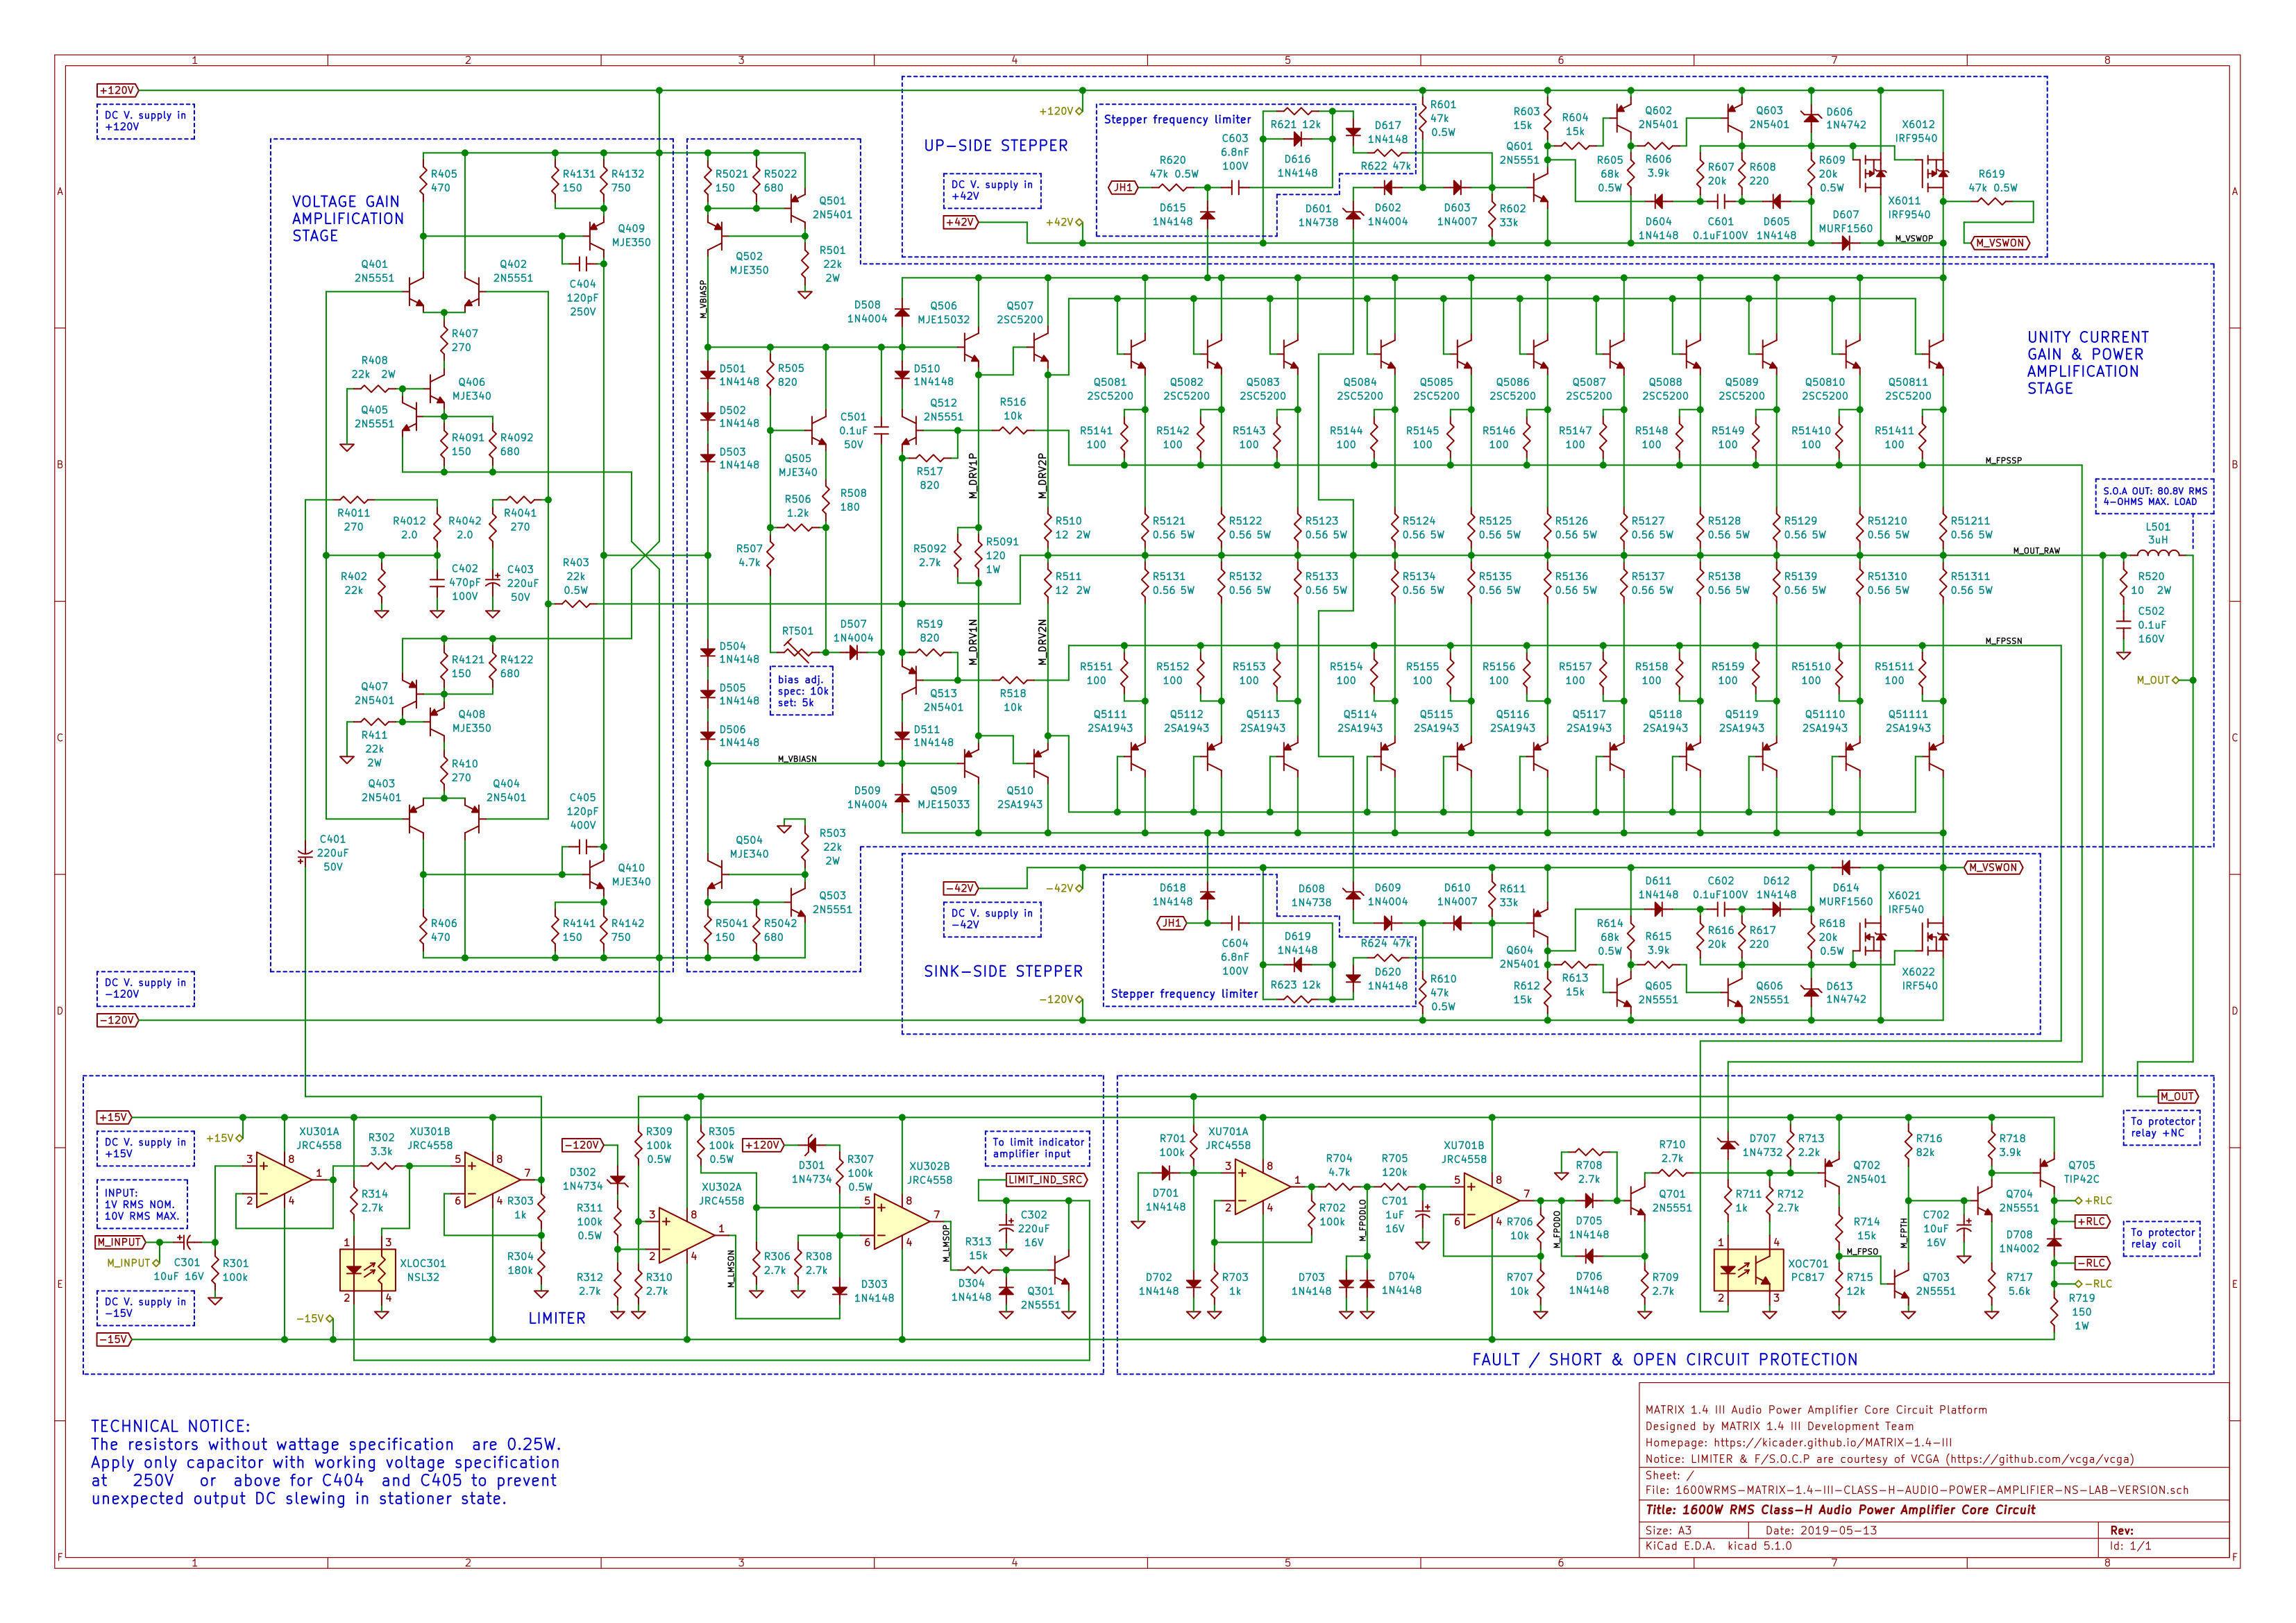 1 2 3 4 5 6 7 8
A
B
C
D
E
F
+120V
DC V. supply in
+120V
VOLTAGE GAIN
AMPLIFICATION
STAGE
R405
470
R4131
150
R4132
750
Q409
MJE350
Q401
2N5551
Q402
2N5551
C404
120pF
250V
R407
270
R408
22k 2W
Q406
MJE340
Q405
2N5551
R4091
150
R4092
680
R4011
270
R4012
2.0
R4042
2.0
R4041
270
R402
22k
C402
470pF
100V
C403
220uF
50V
R403
22k
0.5W
R4121
150
R4122
680
Q407
2N5401
Q408
MJE350
R411
22k
2W
R410
270
Q403
2N5401
Q404
2N5401
C405
120pF
400V
C401
220uF
50V
Q410
MJE340
R406
470
R4141
150
R4142
750
DC V. supply in
-120V
-120V
R5021
150
R5022
680
Q501
2N5401
Q502
MJE350
R501
22k
2W
M_VBIASP
D501
1N4148
D502
1N4148
D503
1N4148
R505
820
Q505
MJE340
C501
0.1uF
50V
R506
1.2k
R508
180
R507
4.7k
RT501
D507
1N4004
bias adj.
spec: 10k
set: 5k
D504
1N4148
D505
1N4148
D506
1N4148
M_VBIASN
Q504
MJE340
R503
22k
2W
Q503
2N5551
R5041
150
R5042
680
UP-SIDE STEPPER
DC V. supply in
+42V
+42V
+42V
+120V
Stepper frequency limiter
R621 12k
D617
1N4148
C603
6.8nF
100V
D616
1N4148
R622 47k
R620
47k 0.5W
JH1
D615
1N4148
D601
1N4738
D602
1N4004
D603
1N4007
R601
47k
0.5W
R602
33k
R603
15k
R604
15k
Q601
2N5551
Q602
2N5401
R605
68k
0.5W
R606
3.9k
Q603
2N5401
R607
20k
R608
220
D606
1N4742
R609
20k
0.5W
D604
1N4148
C601
0.1uF100V
D605
1N4148
D607
MURF1560
X6012
IRF9540
X6011
IRF9540
R619
47k 0.5W
M_VSWOP
M_VSWON
UNITY CURRENT
GAIN & POWER
AMPLIFICATION
STAGE
D508
1N4004
Q506
MJE15032
Q507
2SC5200
D510
1N4148
Q512
2N5551
R516
10k
R517
820
M_DRV1P
M_DRV2P
R5092
2.7k
R5091
120
1W
R510
12 2W
R511
12 2W
R519
820
M_DRV1N
M_DRV2N
Q513
2N5401
R518
10k
D511
1N4148
D509
1N4004
Q509
MJE15033
Q510
2SA1943
Q5081 Q5082 Q5083 Q5084 Q5085 Q5086 Q5087 Q5088 Q5089 Q50810 Q50811
2SC5200 2SC5200 2SC5200 2SC5200 2SC5200 2SC5200 2SC5200 2SC5200 2SC5200 2SC5200 2SC5200
R5141 R5142 R5143 R5144 R5145 R5146 R5147 R5148 R5149 R51410 R51411
100 100 100 100 100 100 100 100 100 100 100
M_FPSSP
R5121 R5122 R5123 R5124 R5125 R5126 R5127 R5128 R5129 R51210 R51211
0.56 5W 0.56 5W 0.56 5W 0.56 5W 0.56 5W 0.56 5W 0.56 5W 0.56 5W 0.56 5W 0.56 5W 0.56 5W
M_OUT_RAW
R5131 R5132 R5133 R5134 R5135 R5136 R5137 R5138 R5139 R51310 R51311
0.56 5W 0.56 5W 0.56 5W 0.56 5W 0.56 5W 0.56 5W 0.56 5W 0.56 5W 0.56 5W 0.56 5W 0.56 5W
M_FPSSN
R5151 R5152 R5153 R5154 R5155 R5156 R5157 R5158 R5159 R51510 R51511
100 100 100 100 100 100 100 100 100 100 100
Q5111 Q5112 Q5113 Q5114 Q5115 Q5116 Q5117 Q5118 Q5119 Q51110 Q51111
2SA1943 2SA1943 2SA1943 2SA1943 2SA1943 2SA1943 2SA1943 2SA1943 2SA1943 2SA1943 2SA1943
S.O.A OUT: 80.8V RMS
4-OHMS MAX. LOAD
L501
3uH
R520
10 2W
C502
0.1uF
160V
M_OUT
SINK-SIDE STEPPER
-42V
-42V
DC V. supply in
-42V
-120V
D618
1N4148
JH1
C604
6.8nF
100V
D619
1N4148
R623 12k
Stepper frequency limiter
D608
1N4738
D609
1N4004
D610
1N4007
R624 47k
D620
1N4148
R610
47k
0.5W
R611
33k
Q604
2N5401
R612
15k
R613
15k
D611
1N4148
C602
0.1uF100V
D612
1N4148
R614
68k
0.5W
R615
3.9k
R616
20k
R617
220
R618
20k
0.5W
Q605
2N5551
Q606
2N5551
D613
1N4742
D614
MURF1560
X6021
IRF540
X6022
IRF540
M_VSWON
+15V
DC V. supply in
+15V
+15V
INPUT:
1V RMS NOM.
10V RMS MAX.
M_INPUT
M_INPUT
C301
10uF 16V
R301
100k
DC V. supply in
-15V
-15V
-15V
XU301A
JRC4558
R302
3.3k
XU301B
JRC4558
R314
2.7k
XLOC301
NSL32
R303
1k
R304
180k
LIMITER
-120V
D302
1N4734
R311
100k
0.5W
R312
2.7k
R309
100k
0.5W
R310
2.7k
R305
100k
0.5W
XU302A
JRC4558
M_LMSON
R306
2.7k
R308
2.7k
+120V
D301
1N4734
R307
100k
0.5W
D303
1N4148
XU302B
JRC4558
M_LMSOP
R313
15k
D304
1N4148
C302
220uF
16V
Q301
2N5551
To limit indicator
amplifier input
LIMIT_IND_SRC
R701
100k
D701
1N4148
D702
1N4148
XU701A
JRC4558
R703
1k
R702
100k
R704
4.7k
R705
120k
M_FPODLO
C701
1uF
16V
D703
1N4148
D704
1N4148
XU701B
JRC4558
R706
10k
R707
10k
M_FPODO
R708
2.7k
D705
1N4148
D706
1N4148
Q701
2N5551
R709
2.7k
R710
2.7k
D707
1N4732
R711
1k
R712
2.7k
R713
2.2k
XOC701
PC817
Q702
2N5401
R714
15k
M_FPSO
R715
12k
R716
82k
M_FPTH
Q703
2N5551
C702
10uF
16V
R718
3.9k
Q704
2N5551
R717
5.6k
Q705
TIP42C
+RLC
+RLC
D708
1N4002
-RLC
-RLC
R719
150
1W
M_OUT
To protector
relay +NC
To protector
relay coil
FAULT / SHORT & OPEN CIRCUIT PROTECTION
TECHNICAL NOTICE:
The resistors without wattage specification are 0.25W.
Apply only capacitor with working voltage specification
at 250V or above for C404 and C405 to prevent
unexpected output DC slewing in stationer state.
MATRIX 1.4 III Audio Power Amplifier Core Circuit Platform
Designed by MATRIX 1.4 III Development Team
Homepage: https://kicader.github.io/MATRIX-1.4-III
Notice: LIMITER & F/S.O.C.P are courtesy of VCGA (https://github.com/vcga/vcga)
Sheet: /
File: 1600WRMS-MATRIX-1.4-III-CLASS-H-AUDIO-POWER-AMPLIFIER-NS-LAB-VERSION.sch
Title: 1600W RMS Class-H Audio Power Amplifier Core Circuit
Size: A3 Date: 2019-05-13 Rev:
KiCad E.D.A. kicad 5.1.0 Id: 1/1
1 2 3 4 5 6 7 8